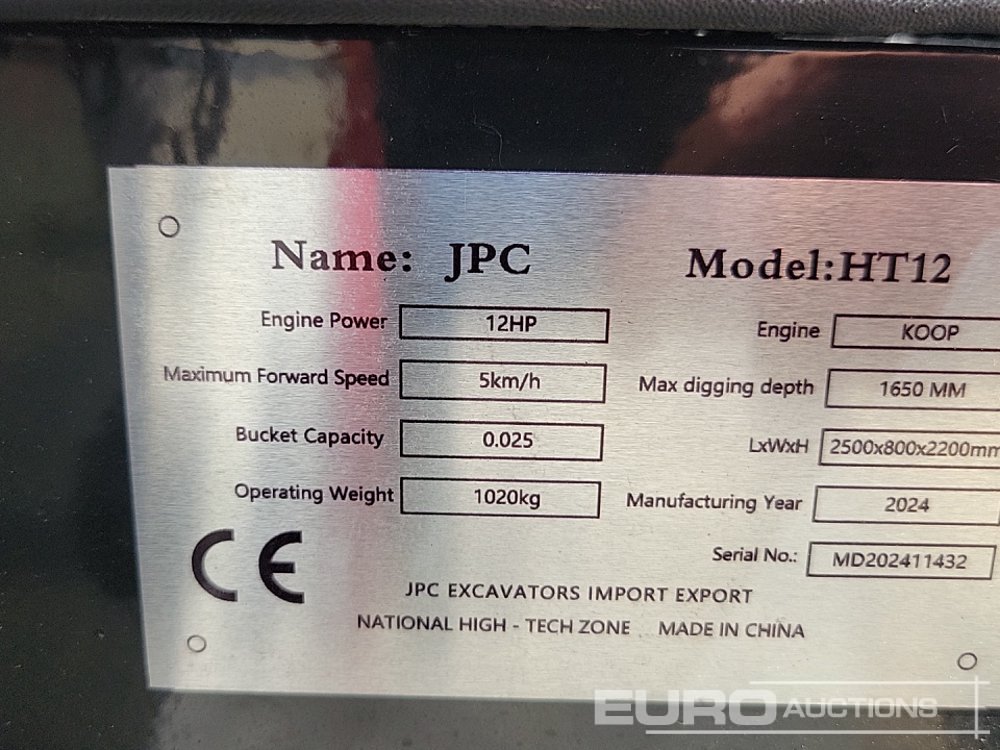 Name: JPC Model:HT12
Engine Power 12HP Engine KOOP
Maximum Forward Speed 5km/h Max digging depth 1650 MM
Bucket Capacity 0.025 LxWxH 2500x800x2200mm
Operating Weight 1020kg Manufacturing Year 2024
Serial No.: MD202411432
CE
JPC EXCAVATORS IMPORT EXPORT
NATIONAL HIGH - TECH ZONE MADE IN CHINA
EURO AUCTIONS